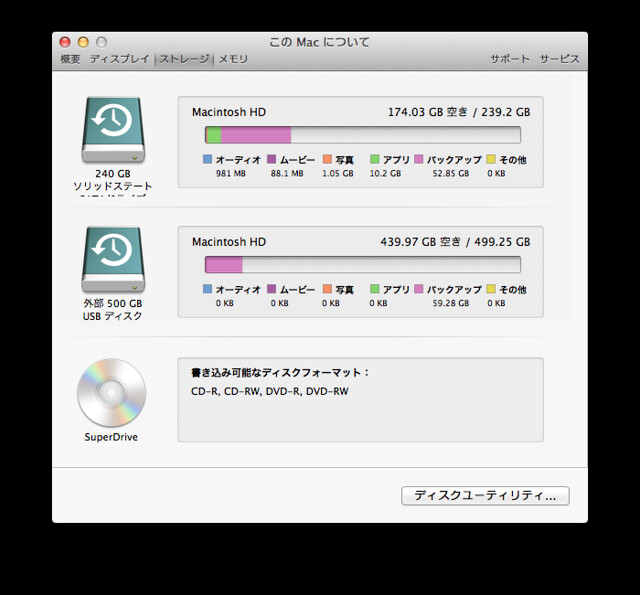 この Mac について
概要 ディスプレイ ストレージ メモリ サポート サービス
Macintosh HD 174.03 GB 空き / 239.2 GB
オーディオ ムービー 写真 アプリ バックアップ その他
981 MB 88.1 MB 1.05 GB 10.2 GB 52.85 GB 0 KB
240 GB
ソリッドステート
Macintosh HD 439.97 GB 空き / 499.25 GB
オーディオ ムービー 写真 アプリ バックアップ その他
0 KB 0 KB 0 KB 0 KB 59.28 GB 0 KB
外部 500 GB
USB ディスク
書き込み可能なディスクフォーマット：
CD-R, CD-RW, DVD-R, DVD-RW
SuperDrive
ディスクユーティリティ...